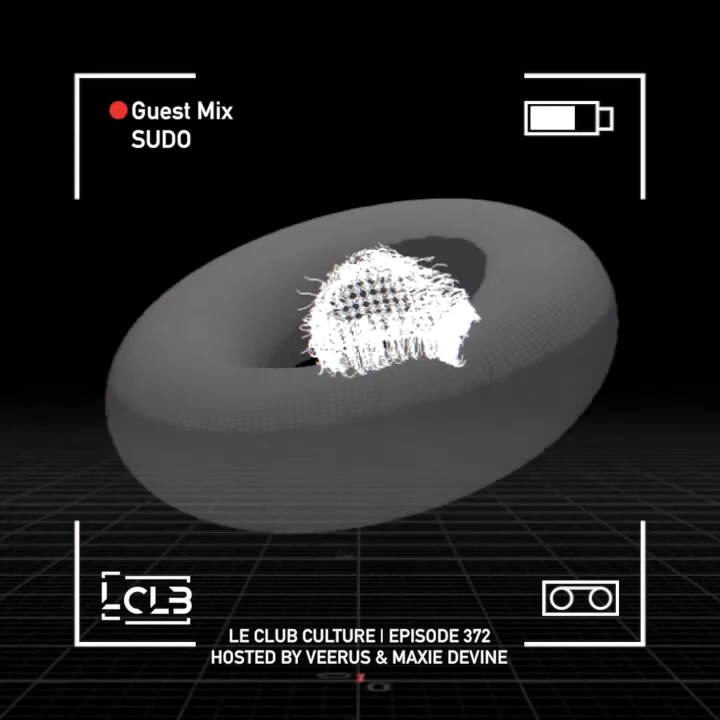 Guest Mix
SUDO
LCLB
LE CLUB CULTURE | EPISODE 372
HOSTED BY VEERUS & MAXIE DEVINE